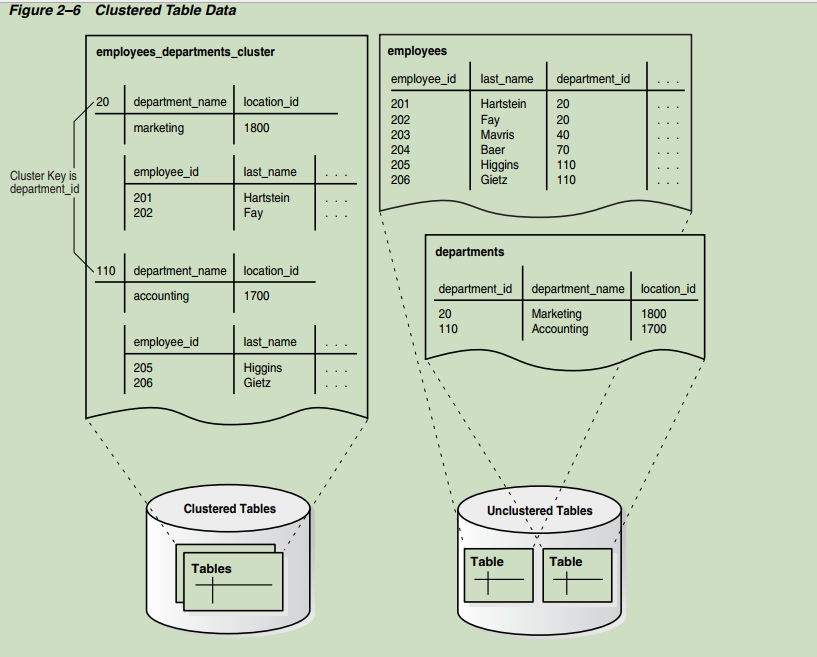 Figure 2–6 Clustered Table Data
employees_departments_cluster
20 department_name location_id
marketing 1800
employee_id last_name . . .
201 Hartstein . . .
202 Fay . . .
Cluster Key is
department_id
110 department_name location_id
accounting 1700
employee_id last_name . . .
205 Higgins . . .
206 Gietz . . .
employees
employee_id last_name department_id . . .
201 Hartstein 20 . . .
202 Fay 20 . . .
203 Mavris 40 . . .
204 Baer 70 . . .
205 Higgins 110 . . .
206 Gietz 110 . . .
departments
department_id department_name location_id
20 Marketing 1800
110 Accounting 1700
Clustered Tables
Tables
Unclustered Tables
Table Table